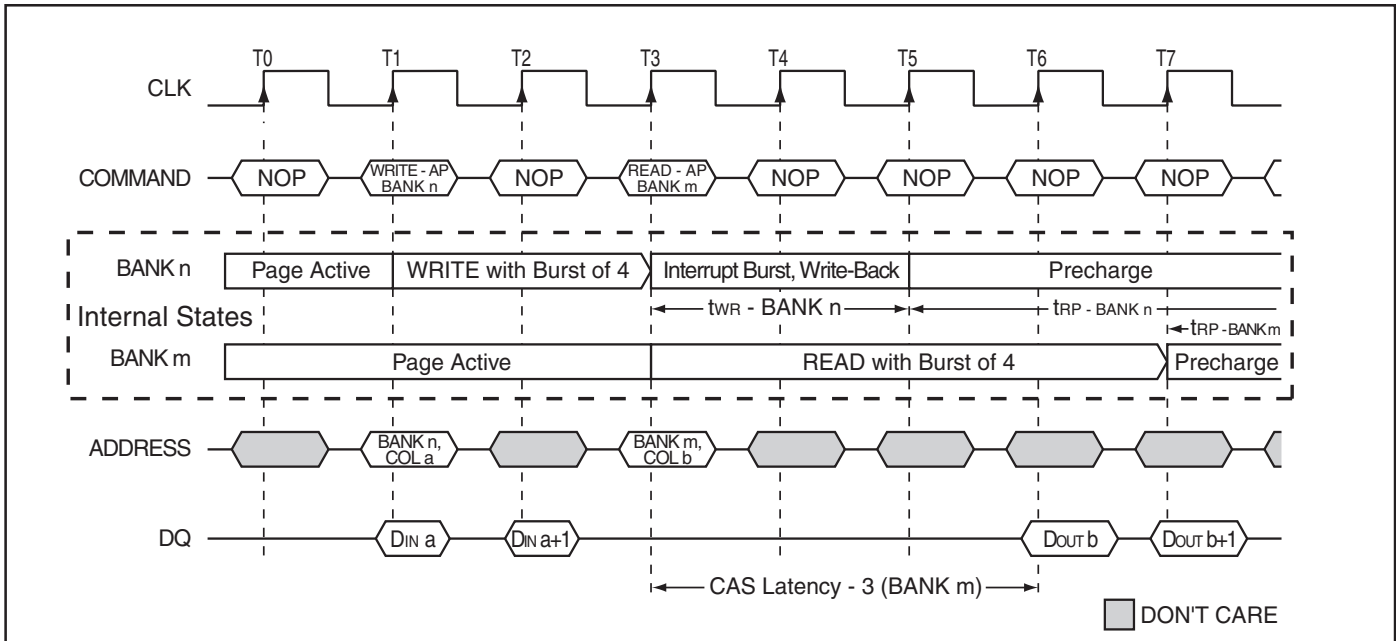 T0 T1 T2 T3 T4 T5 T6 T7
CLK
COMMAND NOP WRITE - AP BANK n NOP READ - AP BANK m NOP NOP NOP NOP
BANK n Page Active WRITE with Burst of 4 Interrupt Burst, Write-Back Precharge
tWR - BANK n tRP - BANK n
Internal States
tRP - BANK m
BANK m Page Active READ with Burst of 4 Precharge
ADDRESS BANK n, COL a BANK m, COL b
DQ DIN a DIN a+1 DOUT b DOUT b+1
CAS Latency - 3 (BANK m)
DON'T CARE